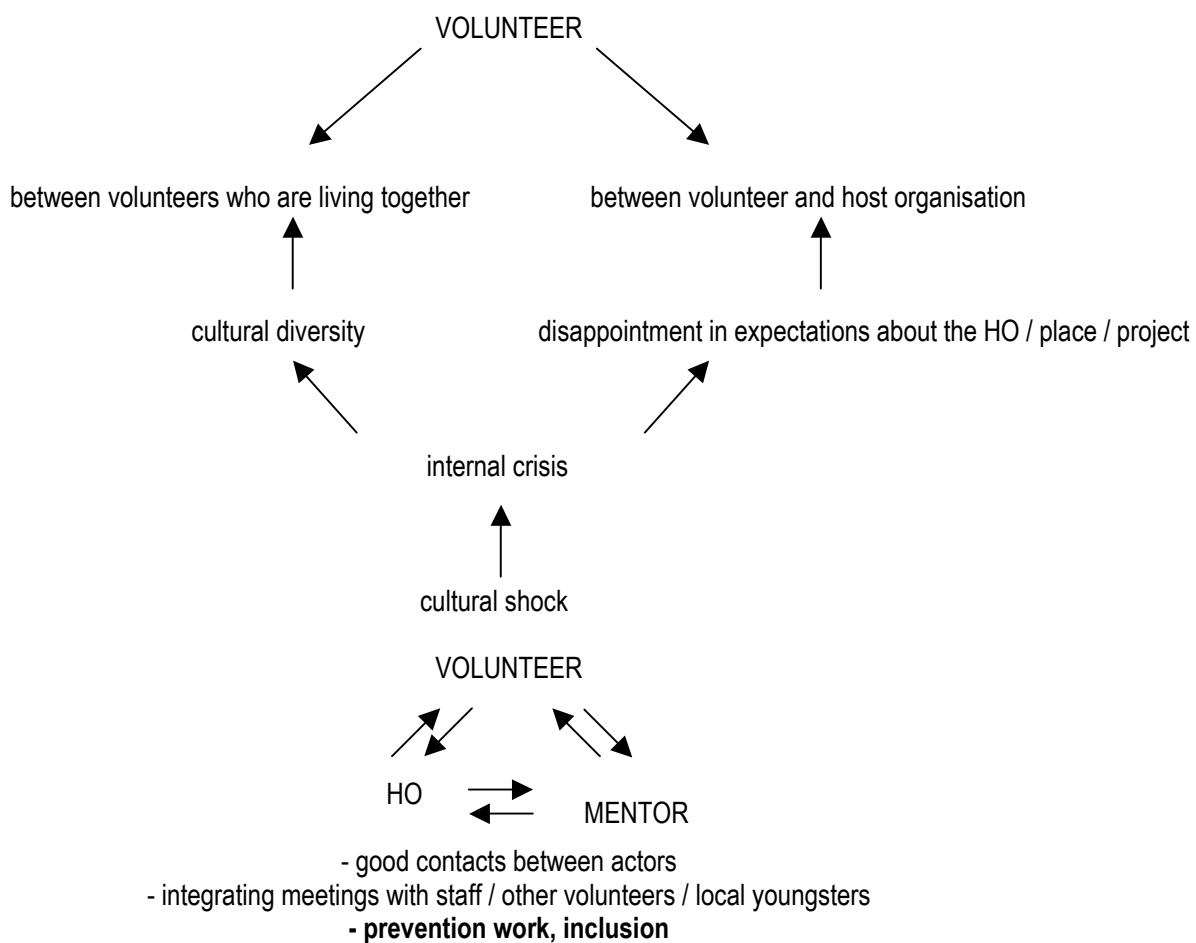 VOLUNTEER
between volunteers who are living together
between volunteer and host organisation
cultural diversity
disappointment in expectations about the HO / place / project
internal crisis
cultural shock
VOLUNTEER
HO
MENTOR
- good contacts between actors
- integrating meetings with staff / other volunteers / local youngsters
- prevention work, inclusion